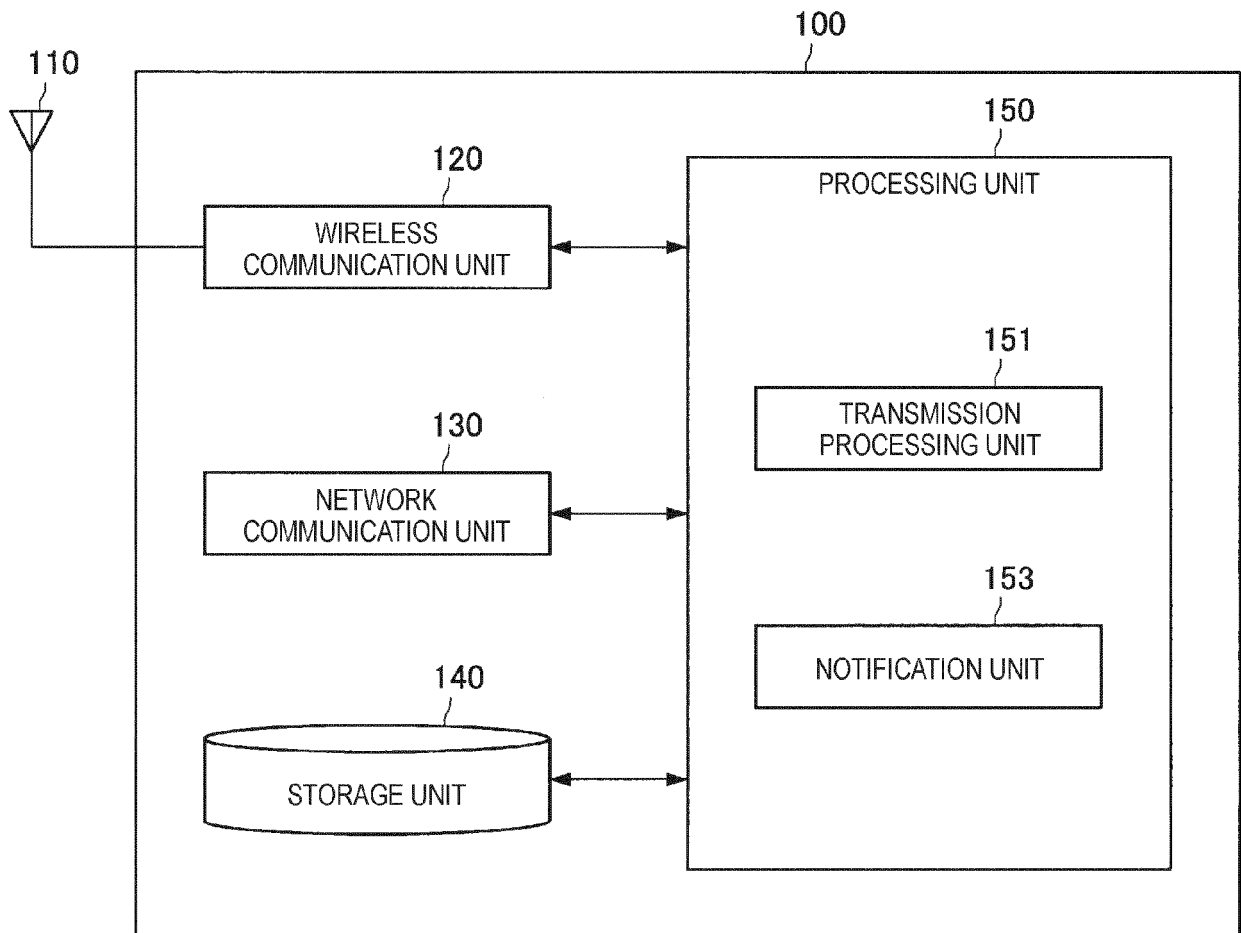 100
110
150
PROCESSING UNIT
120
WIRELESS
COMMUNICATION UNIT
151
TRANSMISSION
PROCESSING UNIT
130
NETWORK
COMMUNICATION UNIT
153
NOTIFICATION UNIT
140
STORAGE UNIT